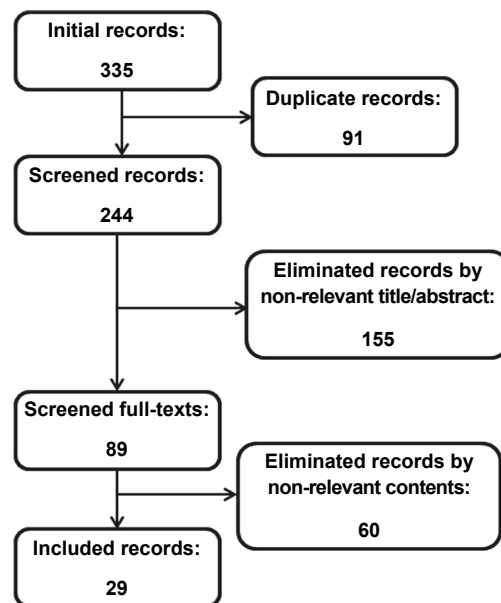 Initial records:
335
Duplicate records:
91
Screened records:
244
Eliminated records by
non-relevant title/abstract:
155
Screened full-texts:
89
Eliminated records by
non-relevant contents:
60
Included records:
29